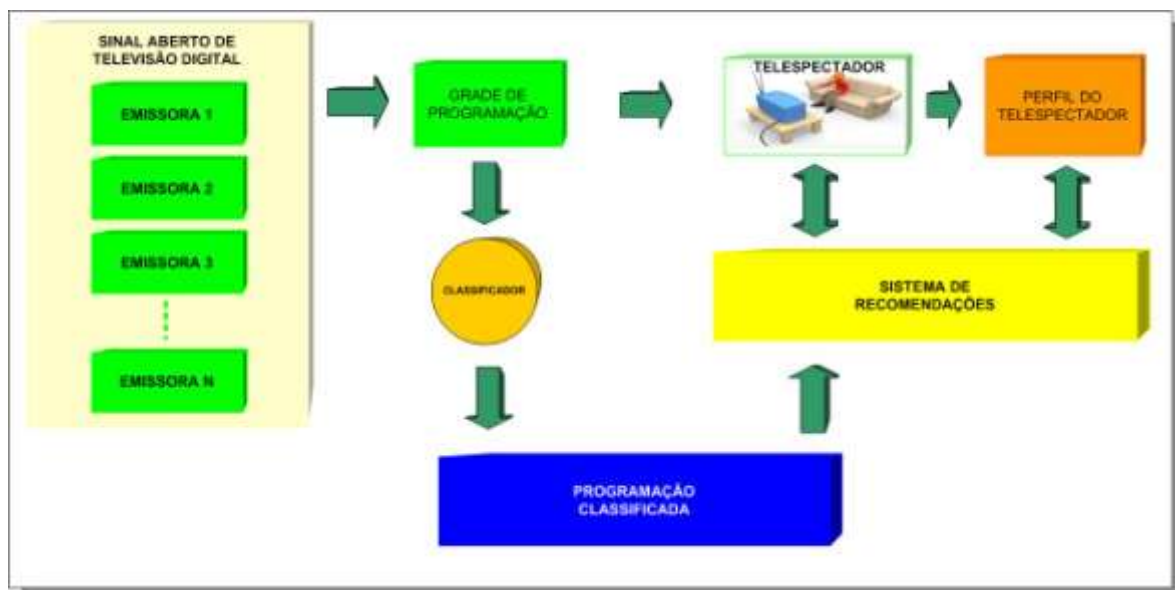 SINAL ABERTO DE
TELEVISÃO DIGITAL
EMISSORA 1
EMISSORA 2
EMISSORA 3
EMISSORA N
GRADE DE
PROGRAMAÇÃO
CLASSIFICADOR
PROGRAMAÇÃO
CLASSIFICADA
TELESPECTADOR
PERFIL DO
TELESPECTADOR
SISTEMA DE
RECOMENDAÇÕES